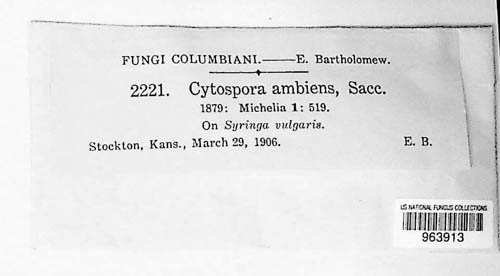 FUNGI COLUMBIANI.——E. Bartholomew.
2221. Cytospora ambiens, Sacc.
1879: Michelia 1: 519.
On Syringa vulgaris.
Stockton, Kans., March 29, 1906. E. B.
US NATIONAL FUNGUS COLLECTIONS
963913